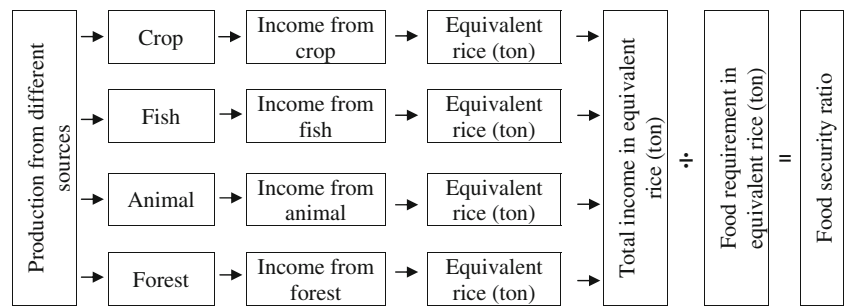 Production from different
sources
Crop
Income from
crop
Equivalent
rice (ton)
Fish
Income from
fish
Equivalent
rice (ton)
Animal
Income from
animal
Equivalent
rice (ton)
Forest
Income from
forest
Equivalent
rice (ton)
Total income in equivalent
rice (ton)
÷
Food requirement in
equivalent rice (ton)
=
Food security ratio